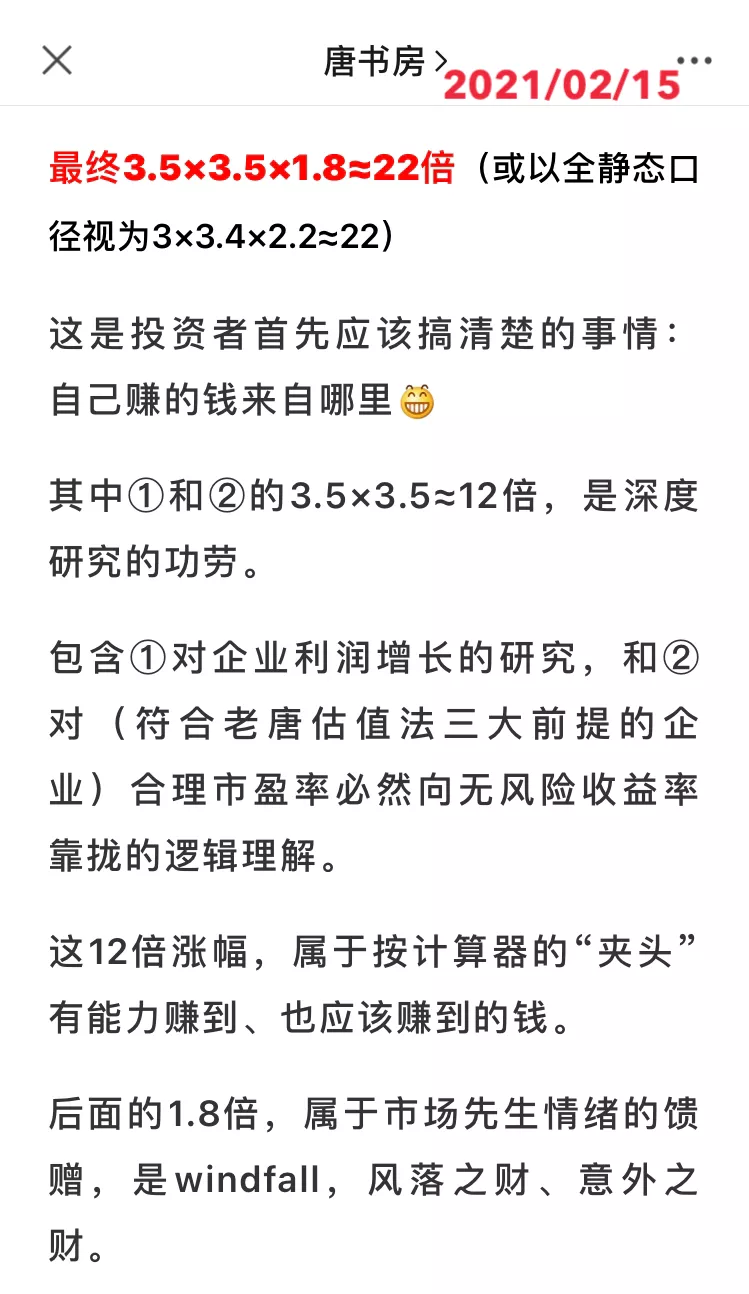 唐书房
2021/02/15
最终3.5×3.5×1.8≈22倍（或以全静态口
径视为3×3.4×2.2≈22）
这是投资者首先应该搞清楚的事情：
自己赚的钱来自哪里😁
其中①和②的3.5×3.5≈12倍，是深度
研究的功劳。
包含①对企业利润增长的研究，和②
对（符合老唐估值法三大前提的企
业）合理市盈率必然向无风险收益率
靠拢的逻辑理解。
这12倍涨幅，属于按计算器的“夹头”
有能力赚到、也应该赚到的钱。
后面的1.8倍，属于市场先生情绪的馈
赠，是windfall，风落之财、意外之
财。